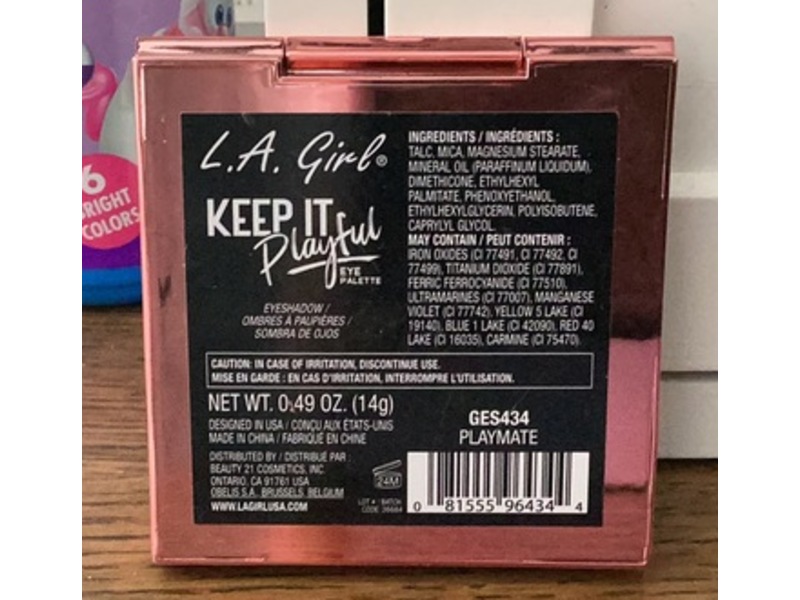 6
BRIGHT
COLORS
L.A. Girl®
KEEP IT
Playful
EYE
PALETTE
EYESHADOW /
OMBRES À PAUPIÈRES /
SOMBRA DE OJOS
INGREDIENTS / INGRÉDIENTS :
TALC, MICA, MAGNESIUM STEARATE,
MINERAL OIL (PARAFFINUM LIQUIDUM),
DIMETHICONE, ETHYLHEXYL
PALMITATE, PHENOXYETHANOL,
ETHYLHEXYLGLYCERIN, POLYISOBUTENE,
CAPRYLYL GLYCOL.
MAY CONTAIN / PEUT CONTENIR :
IRON OXIDES (CI 77491, CI 77492, CI
77499), TITANIUM DIOXIDE (CI 77891),
FERRIC FERROCYANIDE (CI 77510),
ULTRAMARINES (CI 77007), MANGANESE
VIOLET (CI 77742), YELLOW 5 LAKE (CI
19140), BLUE 1 LAKE (CI 42090), RED 40
LAKE (CI 16035), CARMINE (CI 75470).
CAUTION: IN CASE OF IRRITATION, DISCONTINUE USE.
MISE EN GARDE : EN CAS D'IRRITATION, INTERROMPRE L'UTILISATION.
NET WT. 0.49 OZ. (14g)
DESIGNED IN USA / CONÇU AUX ÉTATS-UNIS
MADE IN CHINA / FABRIQUÉ EN CHINE
DISTRIBUTED BY / DISTRIBUÉ PAR :
BEAUTY 21 COSMETICS, INC.
ONTARIO, CA 91761 USA
OBELIS S.A. BRUSSELS, BELGIUM
WWW.LAGIRLUSA.COM
24M
LOT # / BATCH
CODE:
GES434
PLAYMATE
0 81555 96434 4